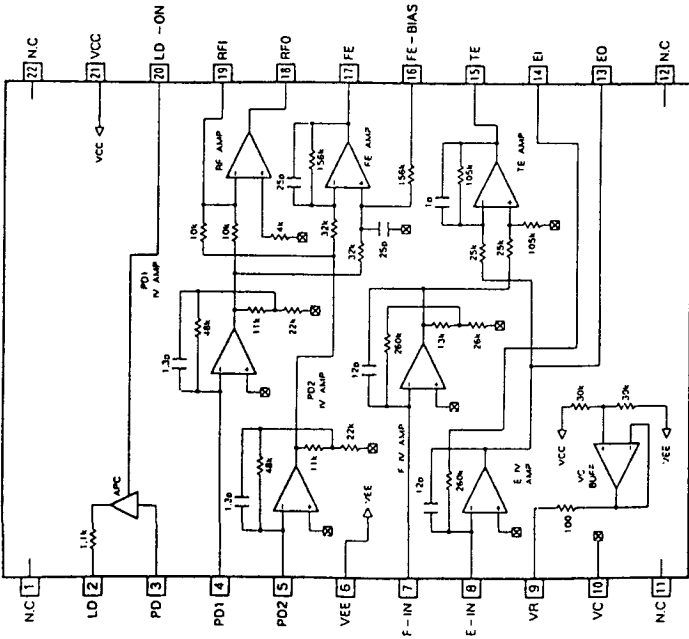 22 N.C
21 VCC
20 LD -ON
19 RFI
18 RFO
17 FE
16 FE-BIAS
15 TE
14 EI
13 EO
12 N.C
N.C 1
LD 2
PD 3
PD1 4
PD2 5
VEE 6
F-IN 7
E-IN 8
VR 9
VC 10
N.C 11
VCC
APC
1.1k
PD1
IV AMP
1.3p
48k
11k
22k
PD2
IV AMP
1.3p
48k
11k
22k
VEE
10k
10k
RF AMP
4k
25p
156k
FE AMP
32k
32k
25p
156k
F IV AMP
12p
260k
13k
26k
E IV
AMP
12p
260k
1p
105k
TE AMP
25k
25k
105k
VCC
30k
30k
VC
BUFF
VEE
100